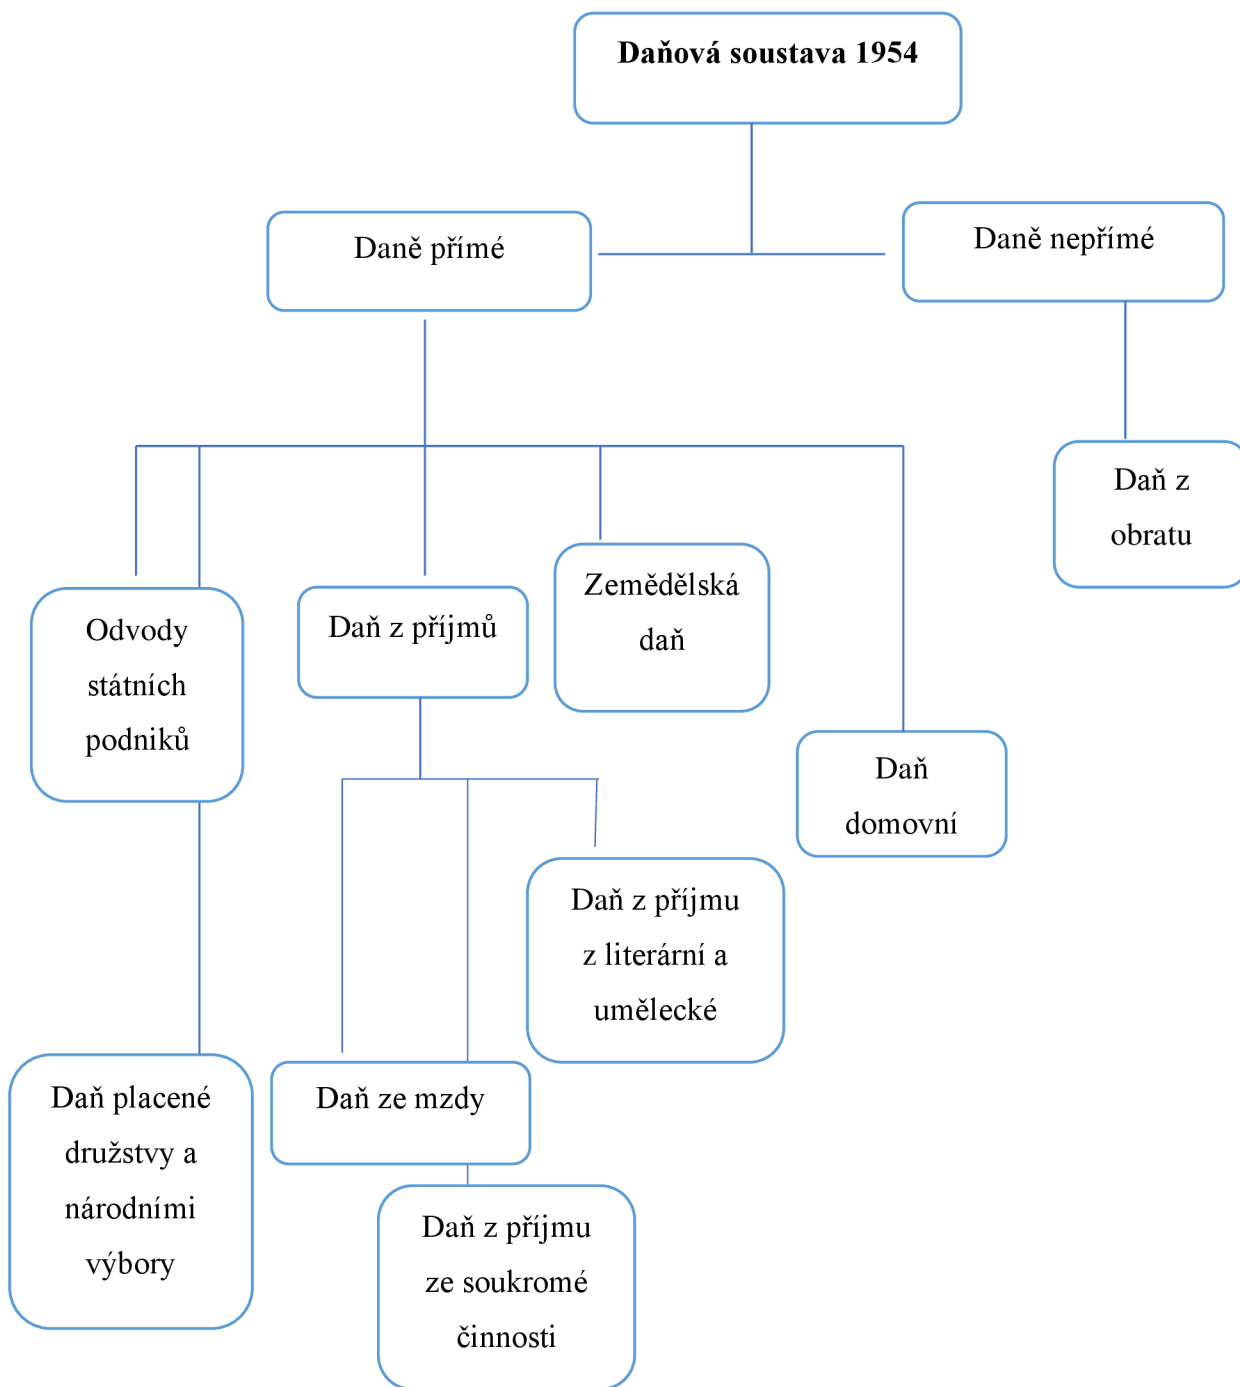 Daňová soustava 1954
Daně přímé
Daně nepřímé
Daň z
obratu
Odvody
státních
podniků
Daň z příjmů
Zemědělská
daň
Daň
domovní
Daň z příjmu
z literární a
umělecké
Daň placené
družstvy a
národními
výbory
Daň ze mzdy
Daň z příjmu
ze soukromé
činnosti